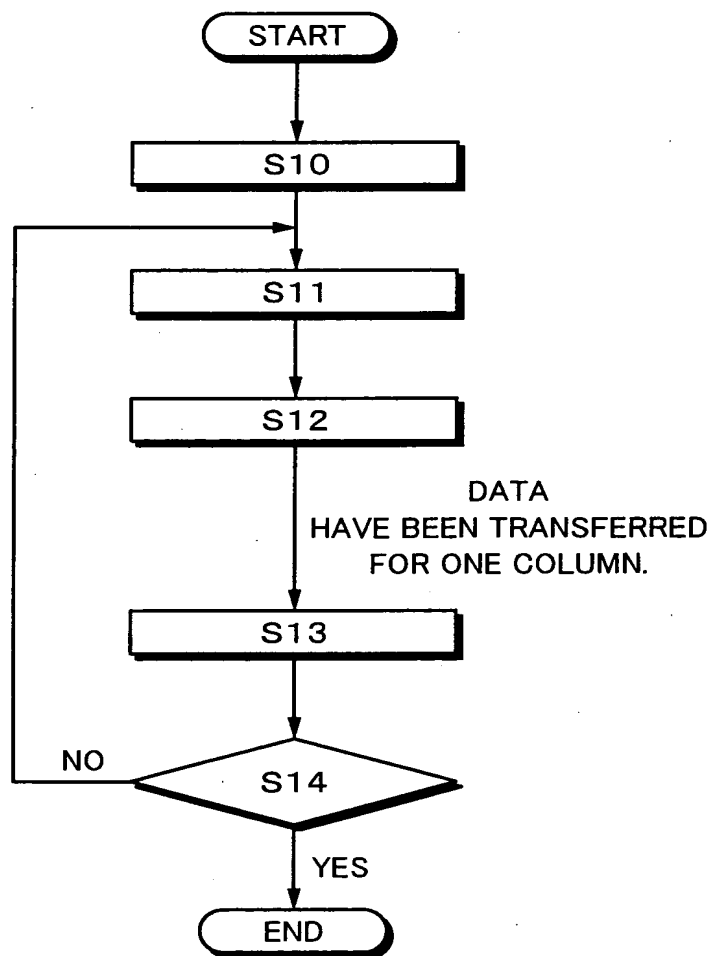 START
S10
S11
S12
DATA
HAVE BEEN TRANSFERRED
FOR ONE COLUMN.
S13
S14
NO
YES
END